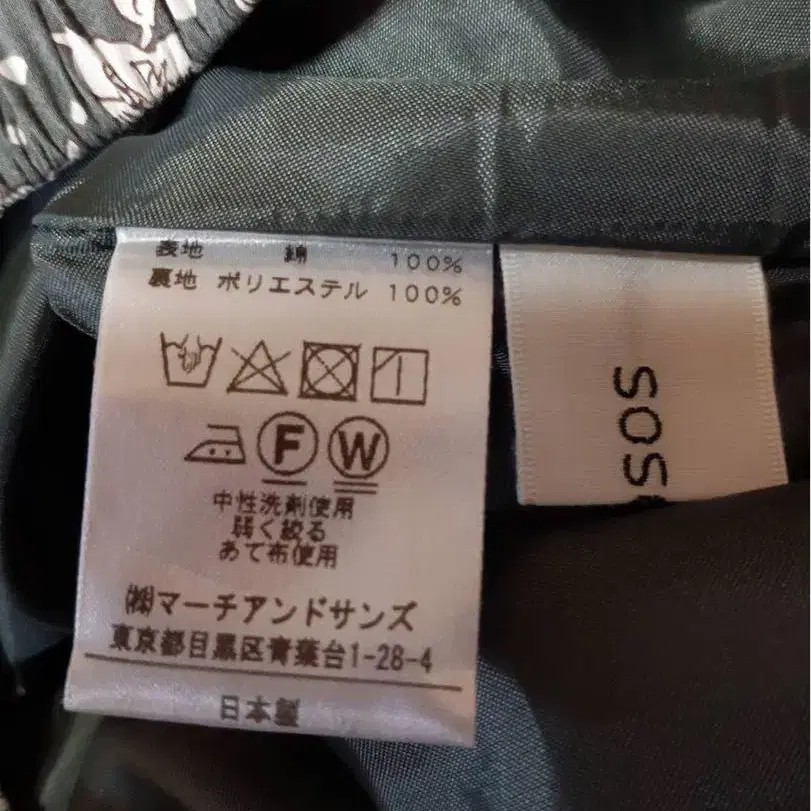 表地 綿 100%
裏地 ポリエステル 100%
F W
中性洗剤使用
弱く絞る
あて布使用
㈱マーチアンドサンズ
東京都目黒区青葉台1-28-4
日本製
SOS